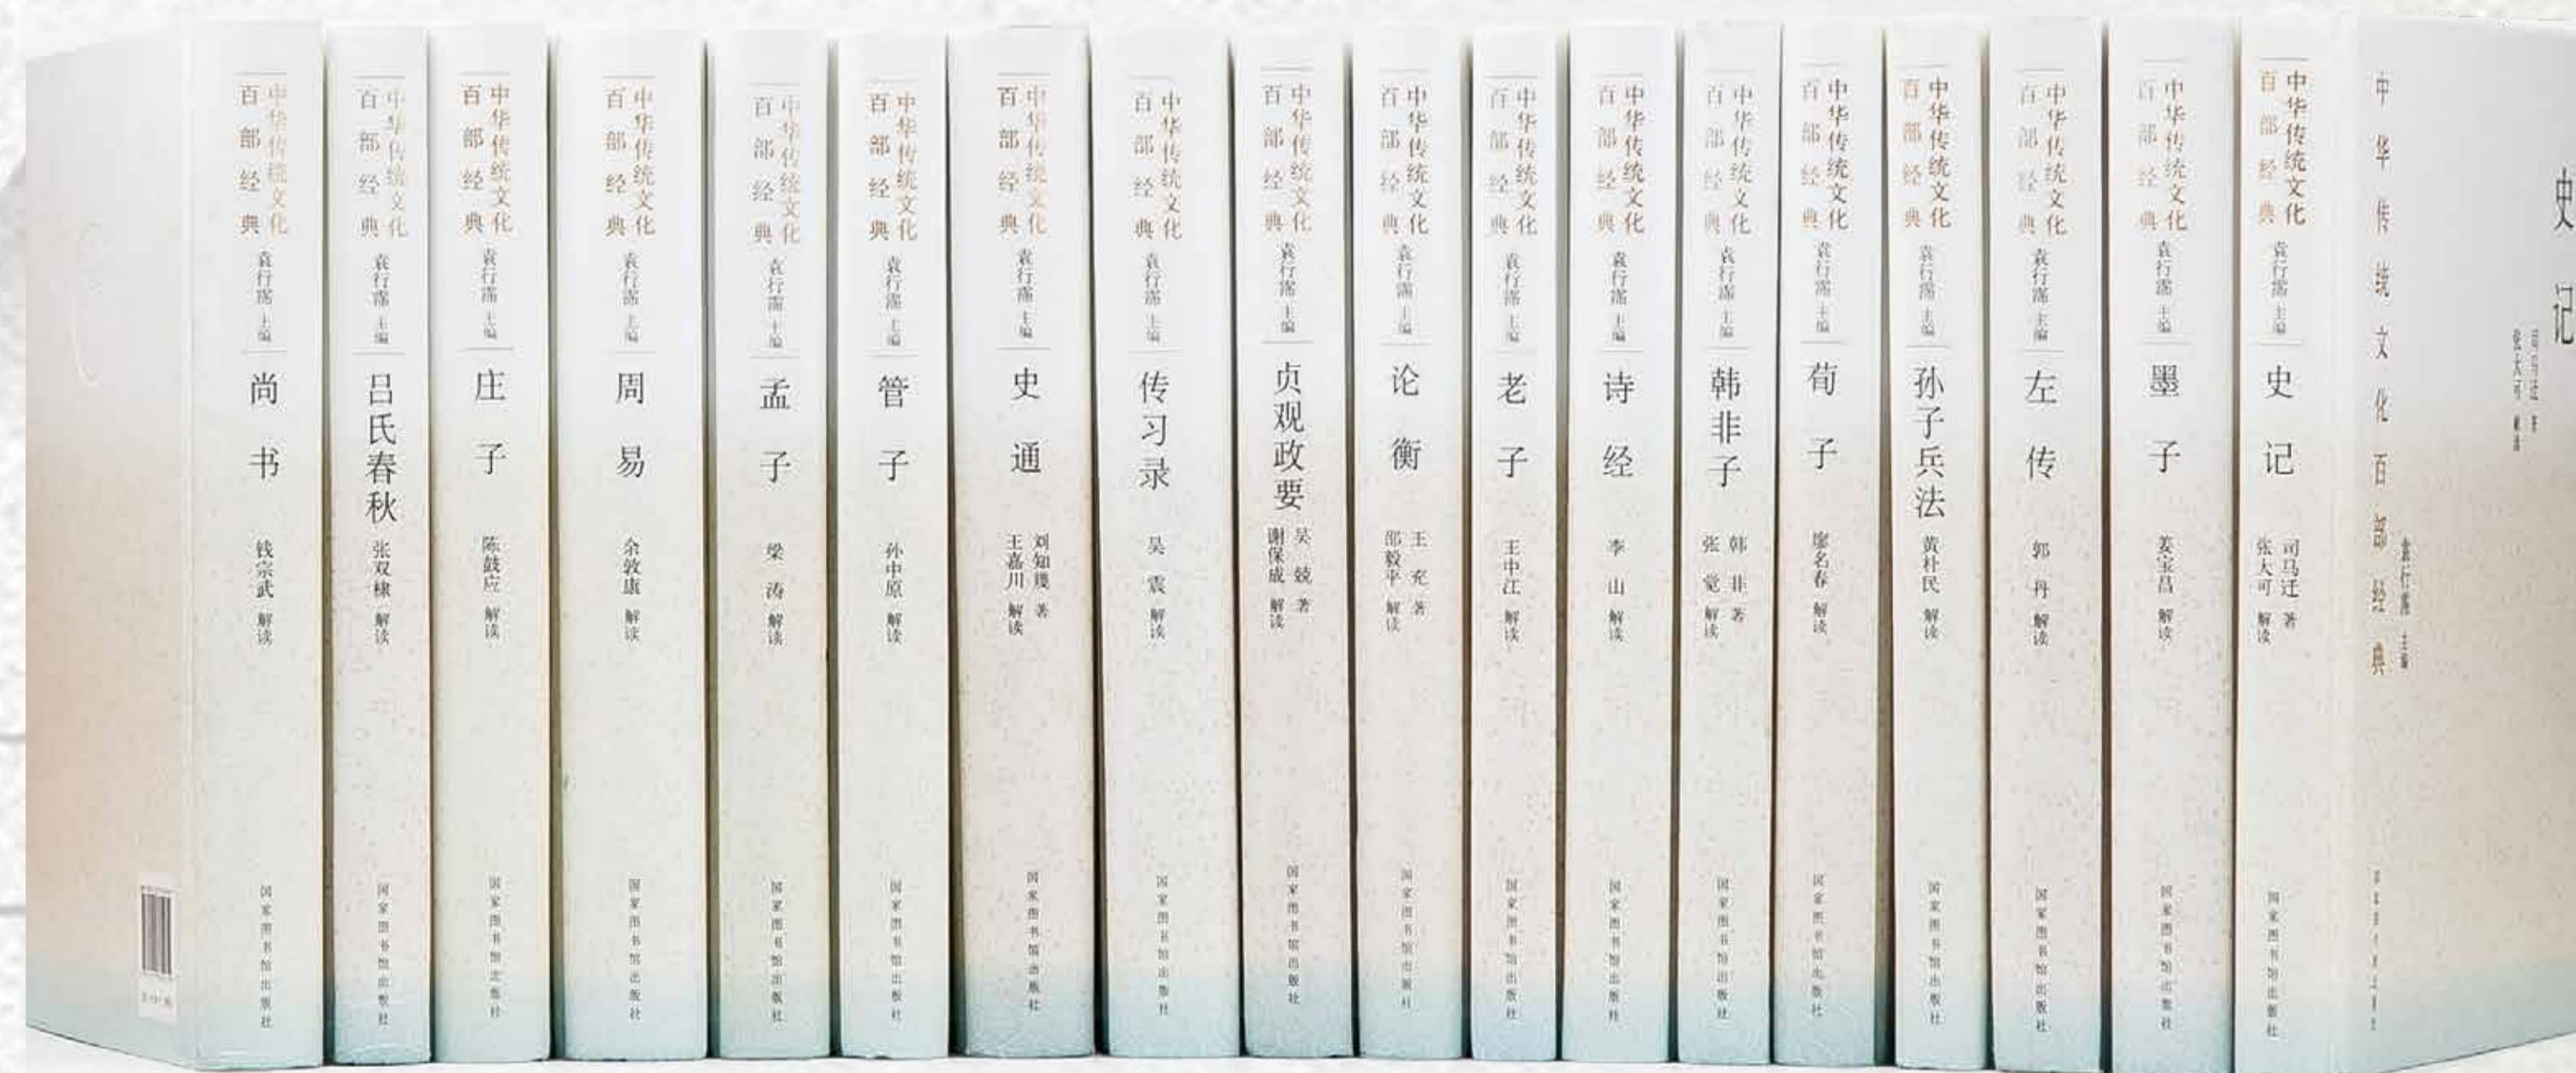 中华传统文化
百部经典
袁行霈 主编
尚书
钱宗武 解读
国家图书馆出版社
中华传统文化
百部经典
袁行霈 主编
吕氏春秋
张双棣 解读
国家图书馆出版社
中华传统文化
百部经典
袁行霈 主编
庄子
陈鼓应 解读
国家图书馆出版社
中华传统文化
百部经典
袁行霈 主编
周易
余敦康 解读
国家图书馆出版社
中华传统文化
百部经典
袁行霈 主编
孟子
梁涛 解读
国家图书馆出版社
中华传统文化
百部经典
袁行霈 主编
管子
孙中原 解读
国家图书馆出版社
中华传统文化
百部经典
袁行霈 主编
史通
刘知幾 著
王嘉川 解读
国家图书馆出版社
中华传统文化
百部经典
袁行霈 主编
传习录
吴震 解读
国家图书馆出版社
中华传统文化
百部经典
袁行霈 主编
贞观政要
吴兢 著
谢保成 解读
国家图书馆出版社
中华传统文化
百部经典
袁行霈 主编
论衡
王充 著
邵毅平 解读
国家图书馆出版社
中华传统文化
百部经典
袁行霈 主编
老子
王中江 解读
国家图书馆出版社
中华传统文化
百部经典
袁行霈 主编
诗经
李山 解读
国家图书馆出版社
中华传统文化
百部经典
袁行霈 主编
韩非子
韩非 著
张觉 解读
国家图书馆出版社
中华传统文化
百部经典
袁行霈 主编
荀子
廖名春 解读
国家图书馆出版社
中华传统文化
百部经典
袁行霈 主编
孙子兵法
黄朴民 解读
国家图书馆出版社
中华传统文化
百部经典
袁行霈 主编
左传
郭丹 解读
国家图书馆出版社
中华传统文化
百部经典
袁行霈 主编
墨子
姜宝昌 解读
国家图书馆出版社
中华传统文化
百部经典
袁行霈 主编
史记
司马迁 著
张大可 解读
国家图书馆出版社
中华传统文化百部经典
袁行霈 主编
史记
司马迁 著
张大可 解读